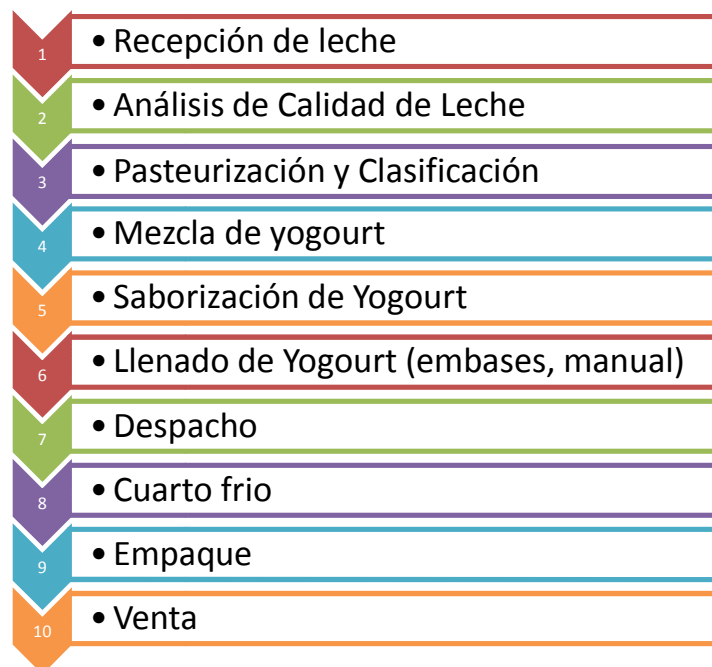 1 • Recepción de leche
2 • Análisis de Calidad de Leche
3 • Pasteurización y Clasificación
4 • Mezcla de yogourt
5 • Saborización de Yogourt
6 • Llenado de Yogourt (embases, manual)
7 • Despacho
8 • Cuarto frio
9 • Empaque
10 • Venta